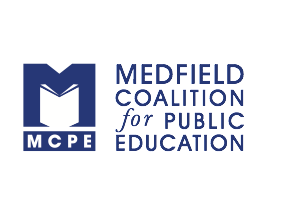 M
MCPE
MEDFIELD
COALITION
for PUBLIC
EDUCATION